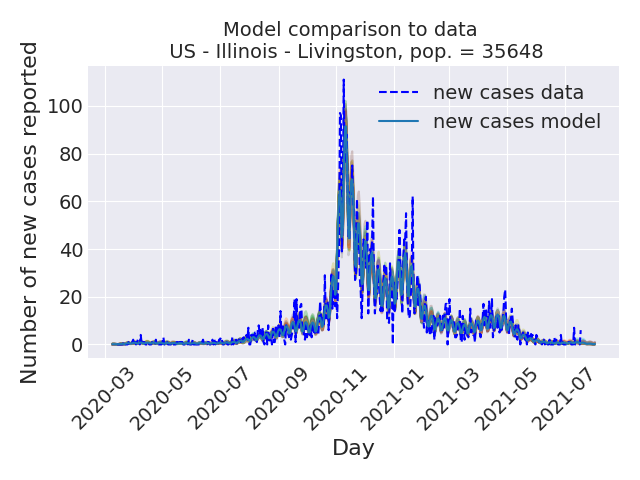 Model comparison to data
US - Illinois - Livingston, pop. = 35648
new cases data
new cases model
Number of new cases reported
100
80
60
40
20
0
2020-03
2020-05
2020-07
2020-09
2020-11
2021-01
2021-03
2021-05
2021-07
Day